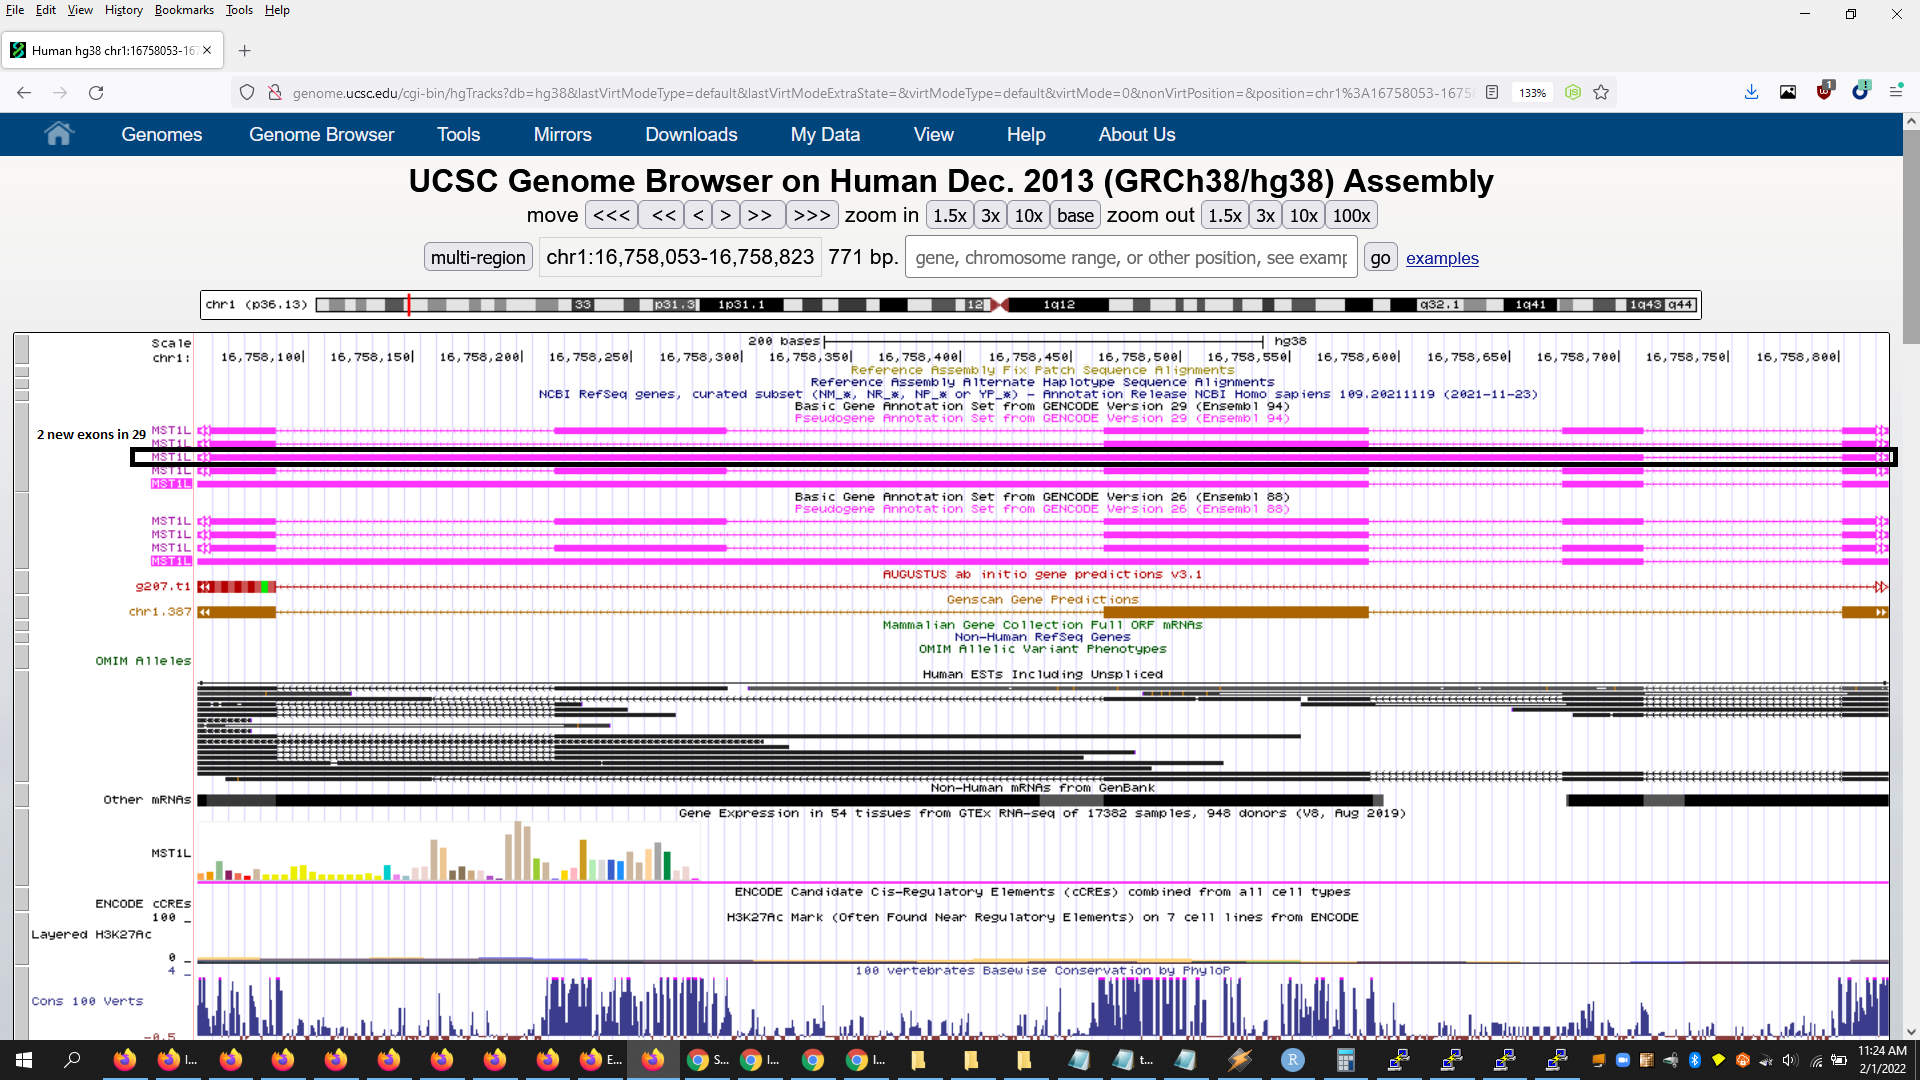 File Edit View History Bookmarks Tools Help
Human hg38 chr1:16758053-167
genome.ucsc.edu/cgi-bin/hgTracks?db=hg38&lastVirtModeType=default&lastVirtModeExtraState=&virtModeType=default&virtMode=0&nonVirtPosition=&position=chr1%3A16758053-1675
133%
1
1
Genomes Genome Browser Tools Mirrors Downloads My Data View Help About Us
UCSC Genome Browser on Human Dec. 2013 (GRCh38/hg38) Assembly
move <<< << < > >> >>> zoom in 1.5x 3x 10x base zoom out 1.5x 3x 10x 100x
multi-region chr1:16,758,053-16,758,823 771 bp. gene, chromosome range, or other position, see examp go examples
chr1 (p36.13) 33 p31.3 1p31.1 12 1q12 q32.1 1q41 1q43 q44
Scale 200 bases hg38
chr1: 16,758,100 16,758,150 16,758,200 16,758,250 16,758,300 16,758,350 16,758,400 16,758,450 16,758,500 16,758,550 16,758,600 16,758,650 16,758,700 16,758,750 16,758,800
Reference Assembly Fix Patch Sequence Alignments
Reference Assembly Alternate Haplotype Sequence Alignments
NCBI RefSeq genes, curated subset (NM_*, NR_*, NP_* or YP_*) - Annotation Release NCBI Homo sapiens 109.20211119 (2021-11-23)
Basic Gene Annotation Set from GENCODE Version 29 (Ensembl 94)
Pseudogene Annotation Set from GENCODE Version 29 (Ensembl 94)
MST1L
2 new exons in 29
MST1L
MST1L
MST1L
MST1L
Basic Gene Annotation Set from GENCODE Version 26 (Ensembl 88)
Pseudogene Annotation Set from GENCODE Version 26 (Ensembl 88)
MST1L
MST1L
MST1L
MST1L
AUGUSTUS ab initio gene predictions v3.1
g207.t1
Genscan Gene Predictions
chr1.387
Mammalian Gene Collection Full ORF mRNAs
Non-Human RefSeq Genes
OMIM Allelic Variant Phenotypes
OMIM Alleles
Human ESTs Including Unspliced
Non-Human mRNAs from GenBank
Other mRNAs
Gene Expression in 54 tissues from GTEx RNA-seq of 17382 samples, 948 donors (V8, Aug 2019)
MST1L
ENCODE Candidate Cis-Regulatory Elements (cCREs) combined from all cell types
ENCODE cCREs
H3K27Ac Mark (Often Found Near Regulatory Elements) on 7 cell lines from ENCODE
100 _
Layered H3K27Ac
0 _
100 vertebrates Basewise Conservation by PhyloP
4 _
Cons 100 Verts
-0.5
I... E... S... I... I... t...
11:24 AM
2/1/2022